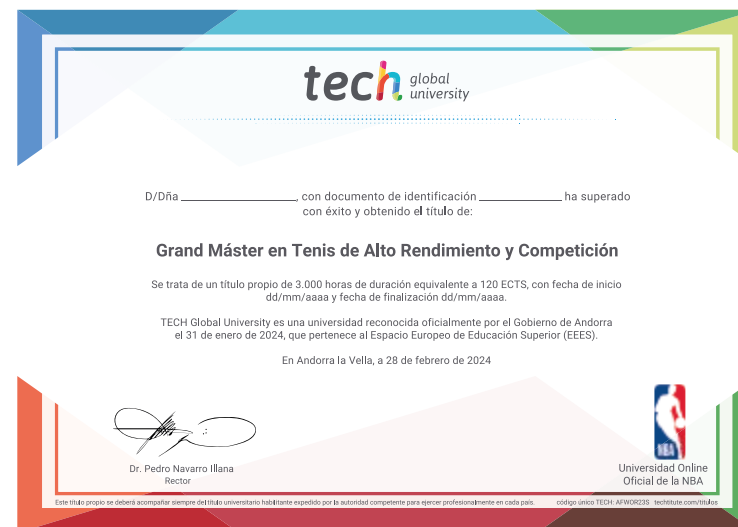 tech global university
D/Dña ____________, con documento de identificación ____________ ha superado
con éxito y obtenido el título de:
Grand Máster en Tenis de Alto Rendimiento y Competición
Se trata de un título propio de 3.000 horas de duración equivalente a 120 ECTS, con fecha de inicio
dd/mm/aaaa y fecha de finalización dd/mm/aaaa.
TECH Global University es una universidad reconocida oficialmente por el Gobierno de Andorra
el 31 de enero de 2024, que pertenece al Espacio Europeo de Educación Superior (EEES).
En Andorra la Vella, a 28 de febrero de 2024
Dr. Pedro Navarro Illana
Rector
NBA
Universidad Online
Oficial de la NBA
Este título propio se deberá acompañar siempre del título universitario habilitante expedido por la autoridad competente para ejercer profesionalmente en cada país. código único TECH: AFWOR23S techtitute.com/titulos